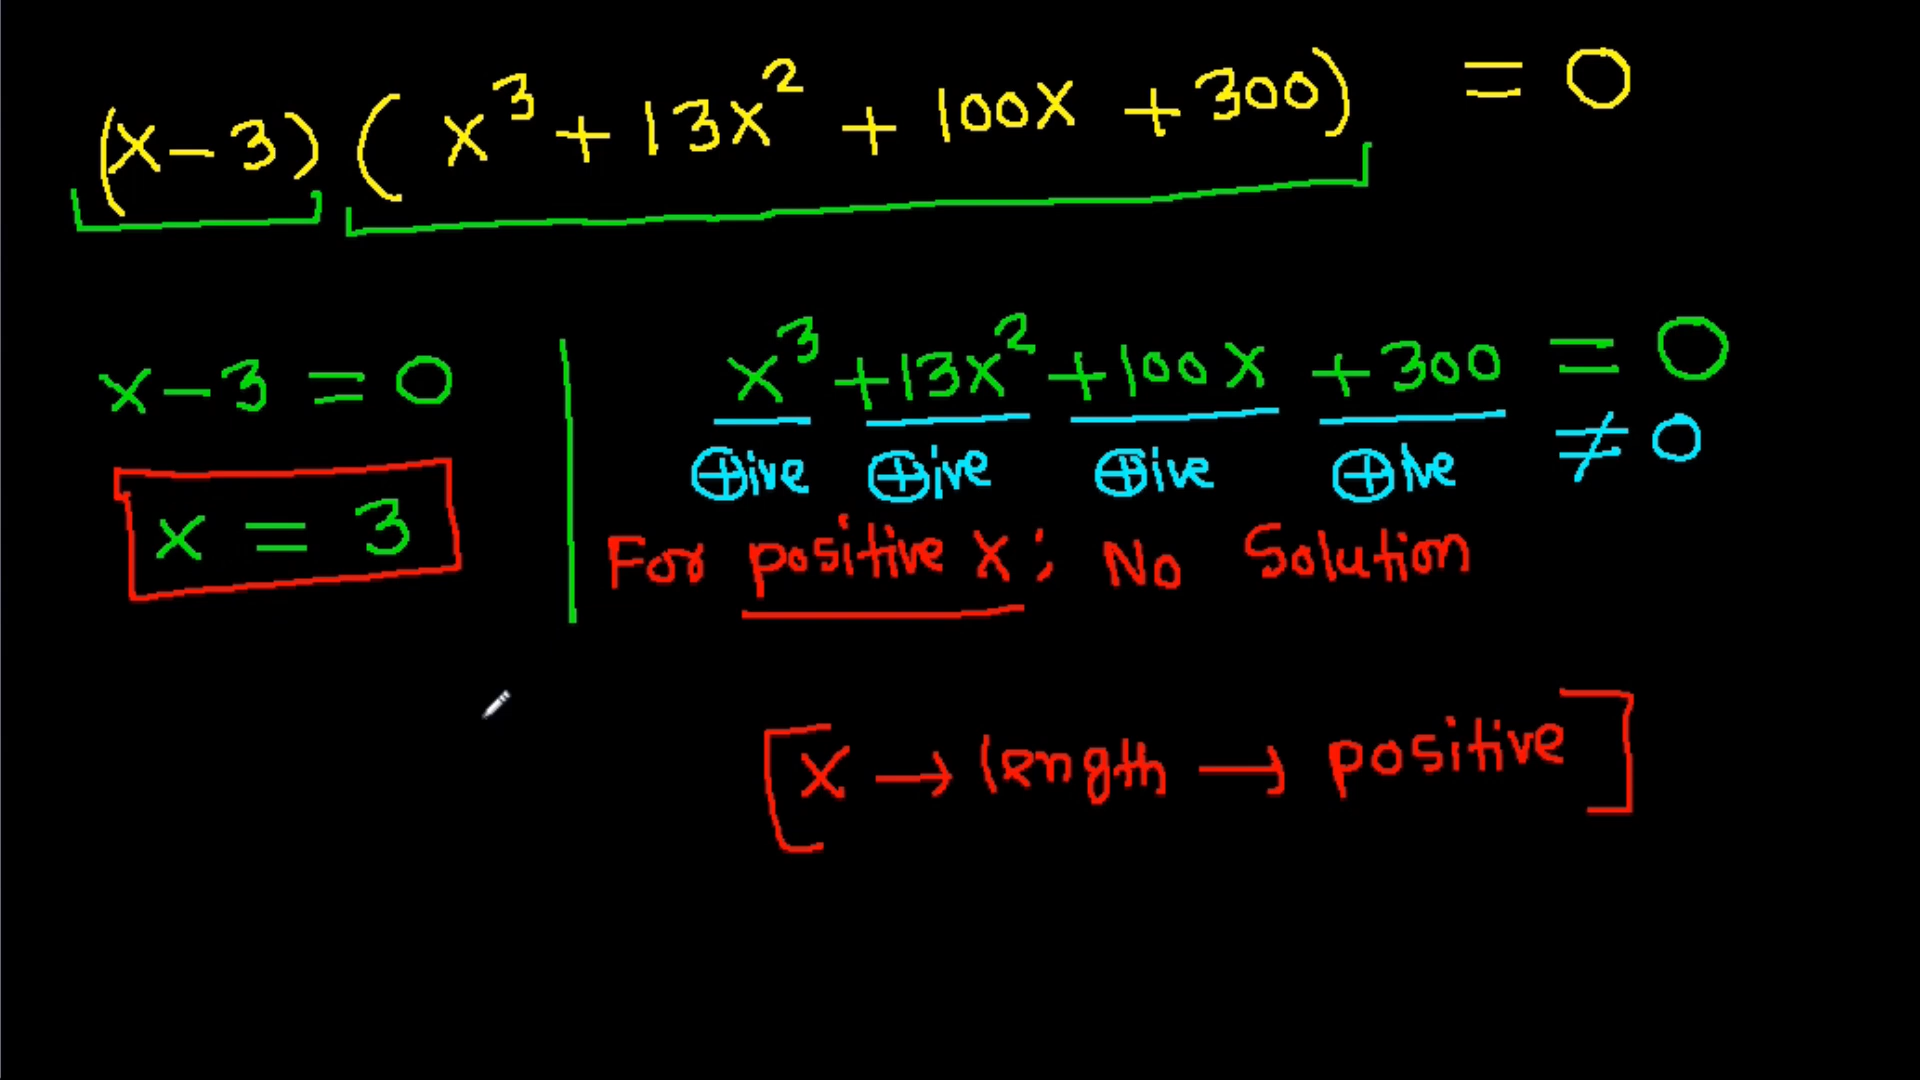 (x-3) (x³ + 13x² + 100x + 300) = 0
x-3 = 0
x = 3
x³ + 13x² + 100x + 300 = 0
⊕ive ⊕ive ⊕ive ⊕ive ≠ 0
For positive x : No Solution
[x → length → positive]